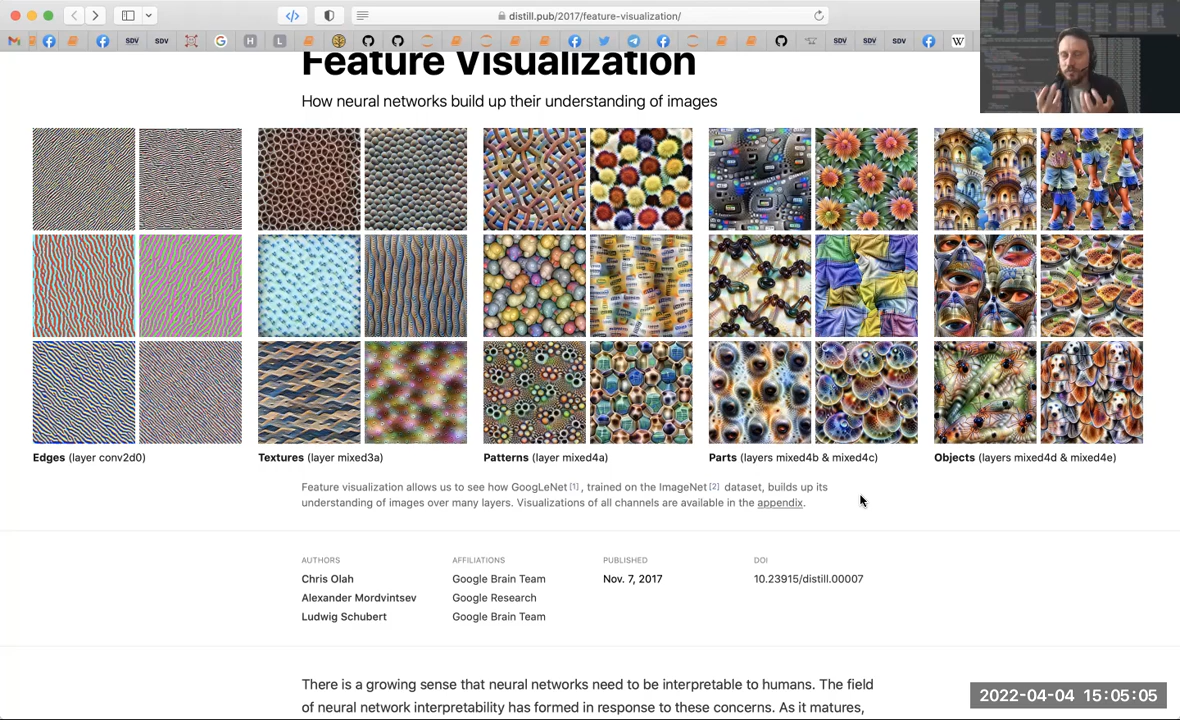 distill.pub/2017/feature-visualization/
SDV SDV G H L SDV SDV SDV W
Feature Visualization
How neural networks build up their understanding of images
Edges (layer conv2d0) Textures (layer mixed3a) Patterns (layer mixed4a) Parts (layers mixed4b & mixed4c) Objects (layers mixed4d & mixed4e)
Feature visualization allows us to see how GoogLeNet [1] , trained on the ImageNet [2] dataset, builds up its
understanding of images over many layers. Visualizations of all channels are available in the appendix.
AUTHORS AFFILIATIONS PUBLISHED DOI
Chris Olah Google Brain Team Nov. 7, 2017 10.23915/distill.00007
Alexander Mordvintsev Google Research
Ludwig Schubert Google Brain Team
There is a growing sense that neural networks need to be interpretable to humans. The field
of neural network interpretability has formed in response to these concerns. As it matures,
2022-04-04 15:05:05